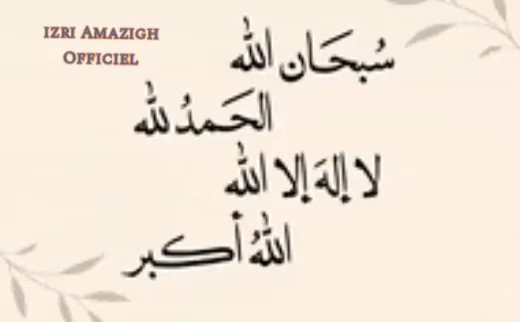 IZRI AMAZIGH
OFFICIEL
سُبحَان الله
الحَمدُ لله
لا إلهَ إلا الله
اللهُ أكبر